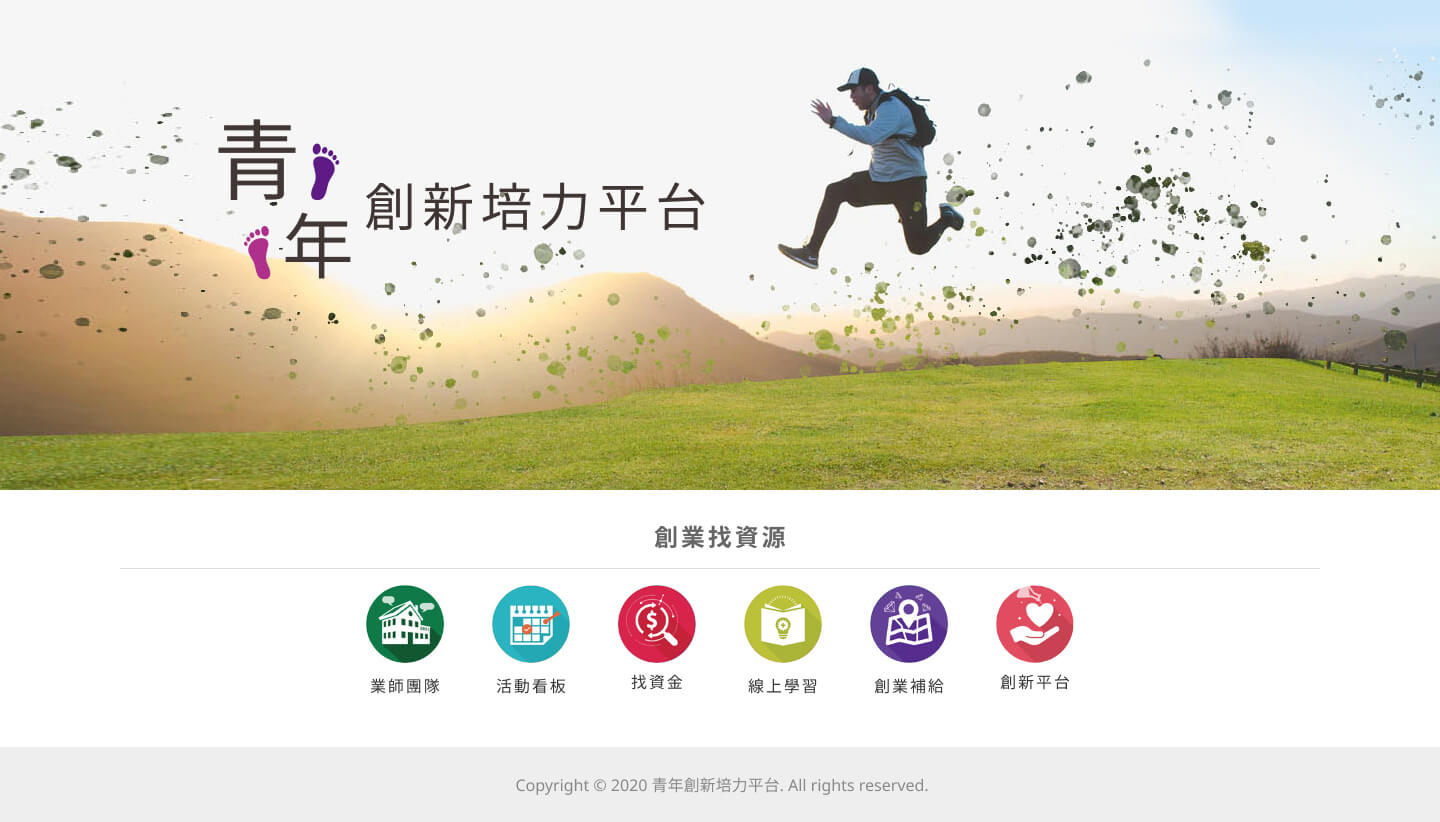 青年創新培力平台
創業找資源
業師團隊
活動看板
找資金
線上學習
創業補給
創新平台
Copyright © 2020 青年創新培力平台. All rights reserved.